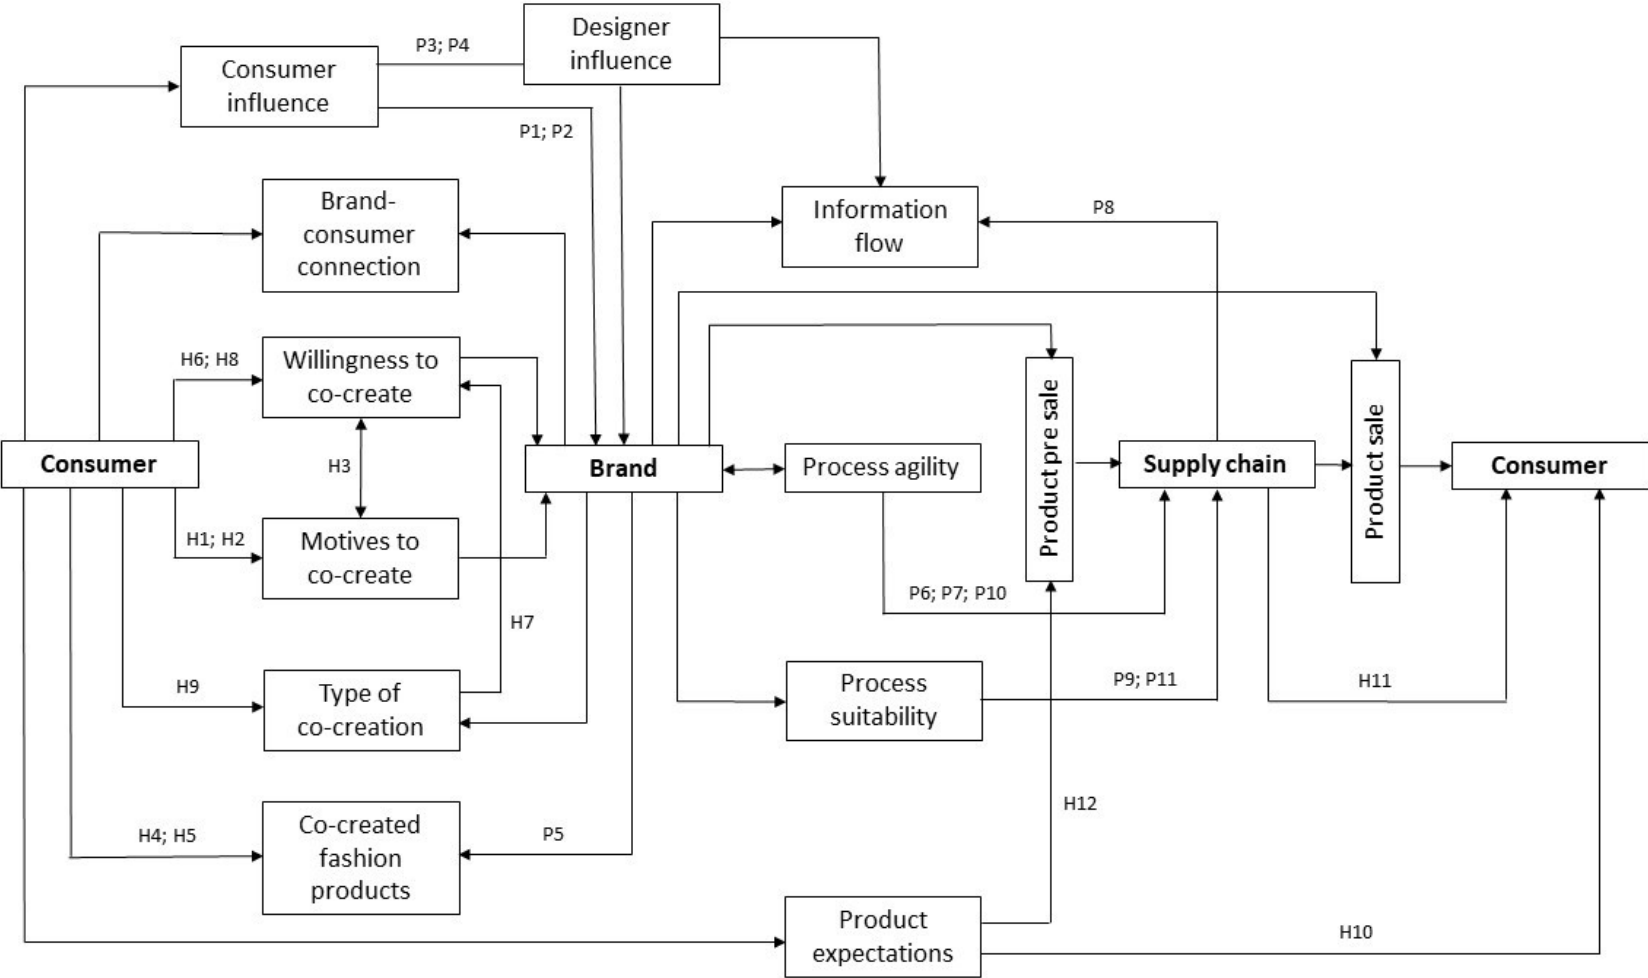 Designer
influence
P3; P4
Consumer
influence
P1; P2
Brand-
consumer
connection
Information
flow
P8
H6; H8
Willingness to
co-create
Consumer
H3
Brand
Process agility
Product pre sale
Supply chain
Product sale
Consumer
H1; H2
Motives to
co-create
P6; P7; P10
H7
H9
Type of
co-creation
Process
suitability
P9; P11
H11
H4; H5
Co-created
fashion
products
P5
H12
Product
expectations
H10